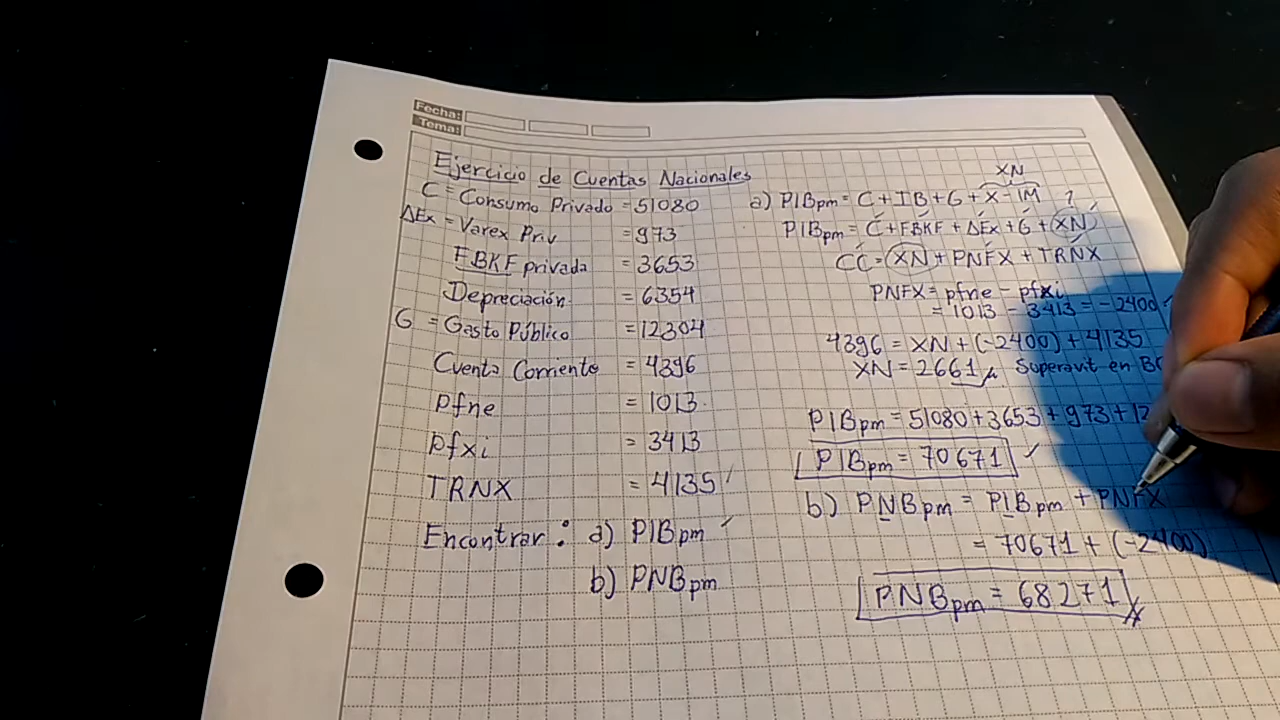 Fecha:
Tema:
Ejercicio de Cuentas Nacionales
C = Consumo Privado = 51080
ΔEx = Varex Priv = 973
FBKF privada = 3653
Depreciación = 6354
G = Gasto Público = 12304
Cuenta Corriente = 4396
Pfne = 1013
Pfxi = 3413
TRNX = 4135
Encontrar: a) PIBpm
b) PNBpm
XN
a) PIBpm = C + IB + G + X - IM ?
PIBpm = C + FBKF + ΔEx + G + XN
CC = XN + PNFX + TRNX
PNFX = pfne - pfxi
= 1013 - 3413 = -2400
4396 = XN + (-2400) + 4135
XN = 2661 Superavit en
PIBpm = 51080 + 3653 + 973 + 12
PIBpm = 70671
b) PNBpm = PIBpm + PNFX
= 70671 + (-2400)
PNBpm = 68271